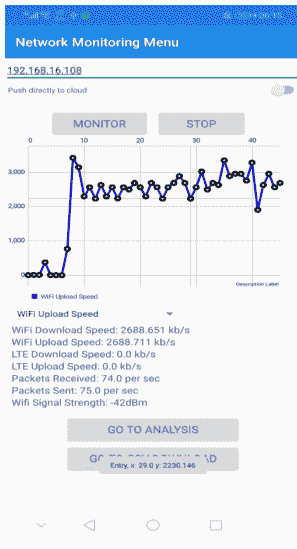 Network Monitoring Menu
192.168.16.108
Push directly to cloud
MONITOR STOP
0 10 20 30 40
3,000
2,000
1,000
0
Description Label
WiFi Upload Speed
WiFi Upload Speed
WiFi Download Speed: 2688.651 kb/s
WiFi Upload Speed: 2688.711 kb/s
LTE Download Speed: 0.0 kb/s
LTE Upload Speed: 0.0 kb/s
Packets Received: 74.0 per sec
Packets Sent: 75.0 per sec
Wifi Signal Strength: -42dBm
GO TO ANALYSIS
GO TO
Entry, x: 29.0 y: 2230.146